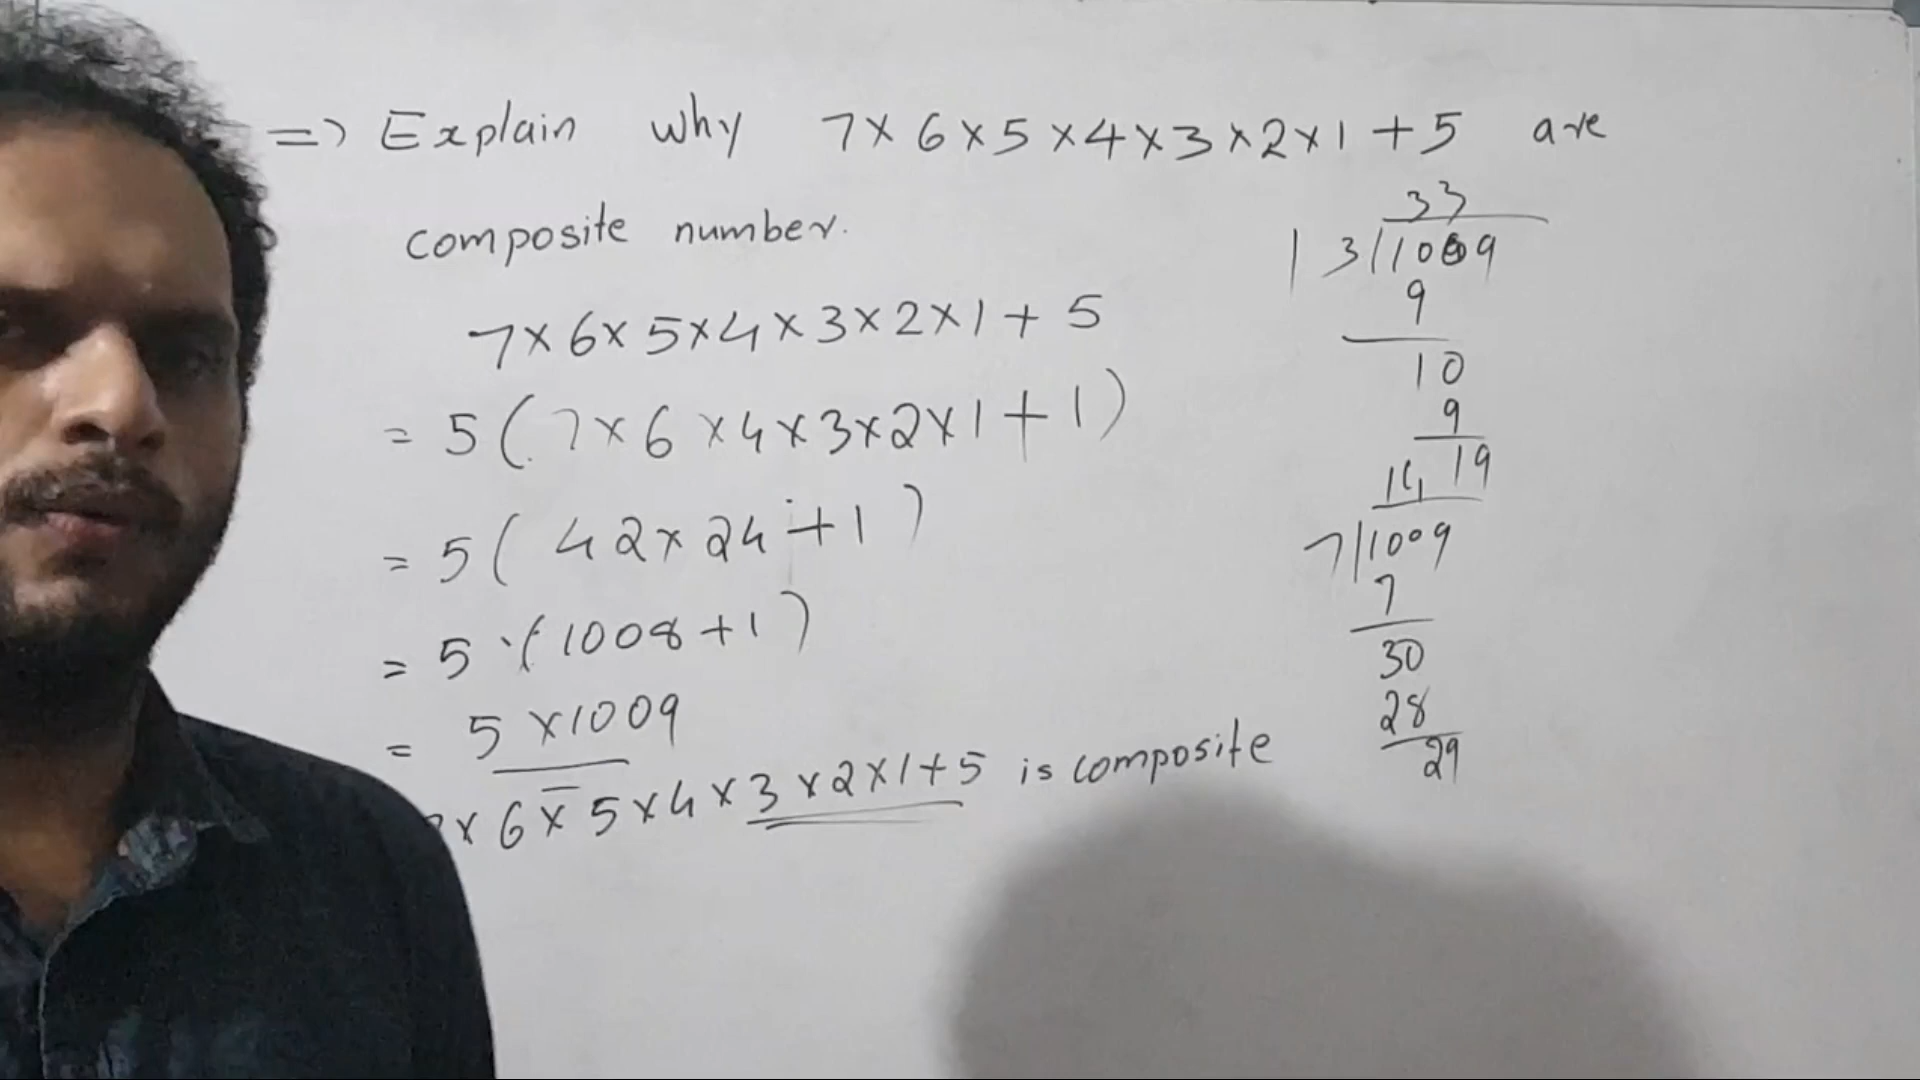 => Explain why 7 x 6 x 5 x 4 x 3 x 2 x 1 + 5 are
composite number.
7 x 6 x 5 x 4 x 3 x 2 x 1 + 5
= 5 ( 7 x 6 x 4 x 3 x 2 x 1 + 1 )
= 5 ( 42 x 24 + 1 )
= 5 . ( 1008 + 1 )
= 5 x 1009
x 6 x 5 x 4 x 3 x 2 x 1 + 5 is composite
33
3 | 1009
9
10
9
19
14
7 | 1009
7
30
28
29